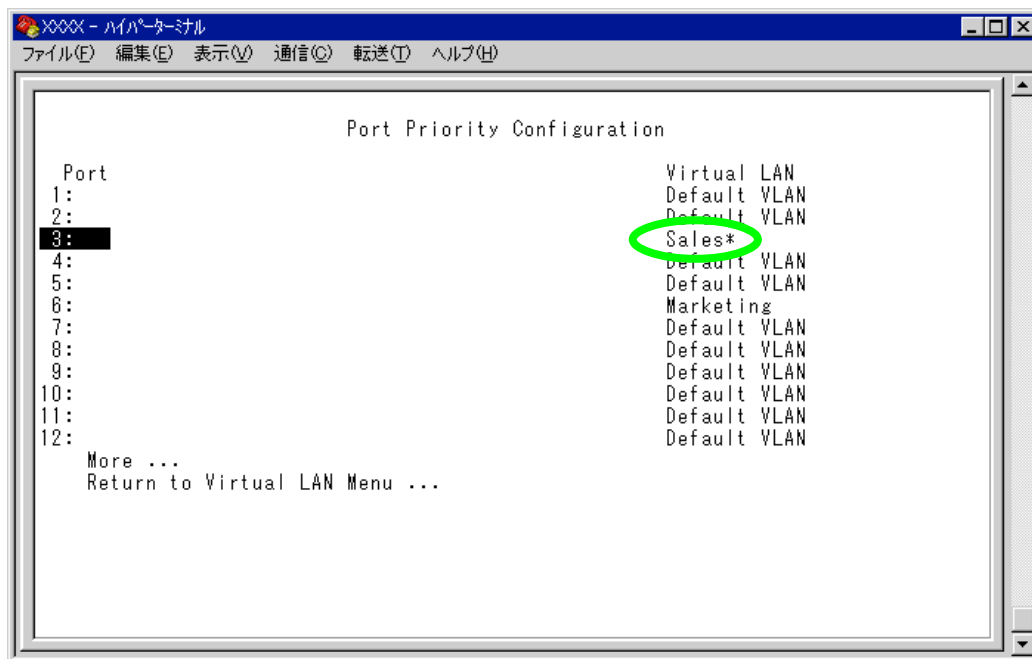 XXXX - ハイパーターミナル
ファイル(F) 編集(E) 表示(V) 通信(C) 転送(T) ヘルプ(H)
Port Priority Configuration
Port Virtual LAN
1: Default VLAN
2: Default VLAN
3: Sales*
4: Default VLAN
5: Default VLAN
6: Marketing
7: Default VLAN
8: Default VLAN
9: Default VLAN
10: Default VLAN
11: Default VLAN
12: Default VLAN
More ...
Return to Virtual LAN Menu ...